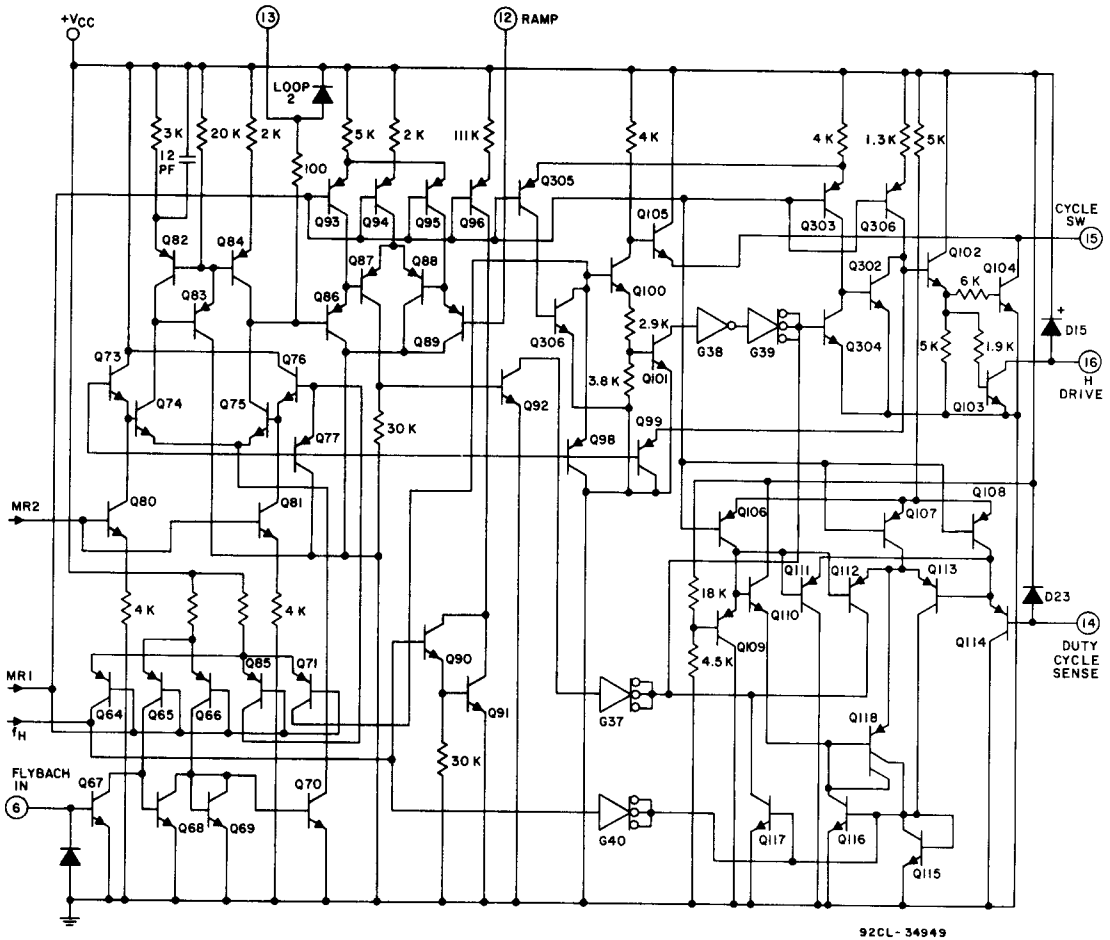 +VCC
13
12 RAMP
LOOP
2
3K
20K
2K
12
PF
100
5K
2K
111K
4K
4K
1.3K
5K
Q305
Q93
Q94
Q95
Q96
Q105
Q303
Q306
CYCLE
SW
15
Q82
Q84
Q87
Q88
Q102
Q104
Q83
Q86
Q302
6K
Q100
2.9K
D15
+
Q89
Q306
G38
G39
Q304
5K
1.9K
16
H
DRIVE
Q73
Q76
3.8K
Q101
Q103
Q74
Q75
Q92
Q77
30K
Q98
Q99
MR2
Q80
Q81
Q106
Q107
Q108
4K
4K
18K
Q111
Q112
Q113
D23
Q110
Q109
4.5K
Q114
14
DUTY
CYCLE
SENSE
Q90
MR1
Q85
Q71
Q64
Q65
Q66
fH
G37
Q91
Q118
30K
FLYBACH
IN
6
Q67
Q70
Q68
Q69
G40
Q117
Q116
Q115
92CL-34949